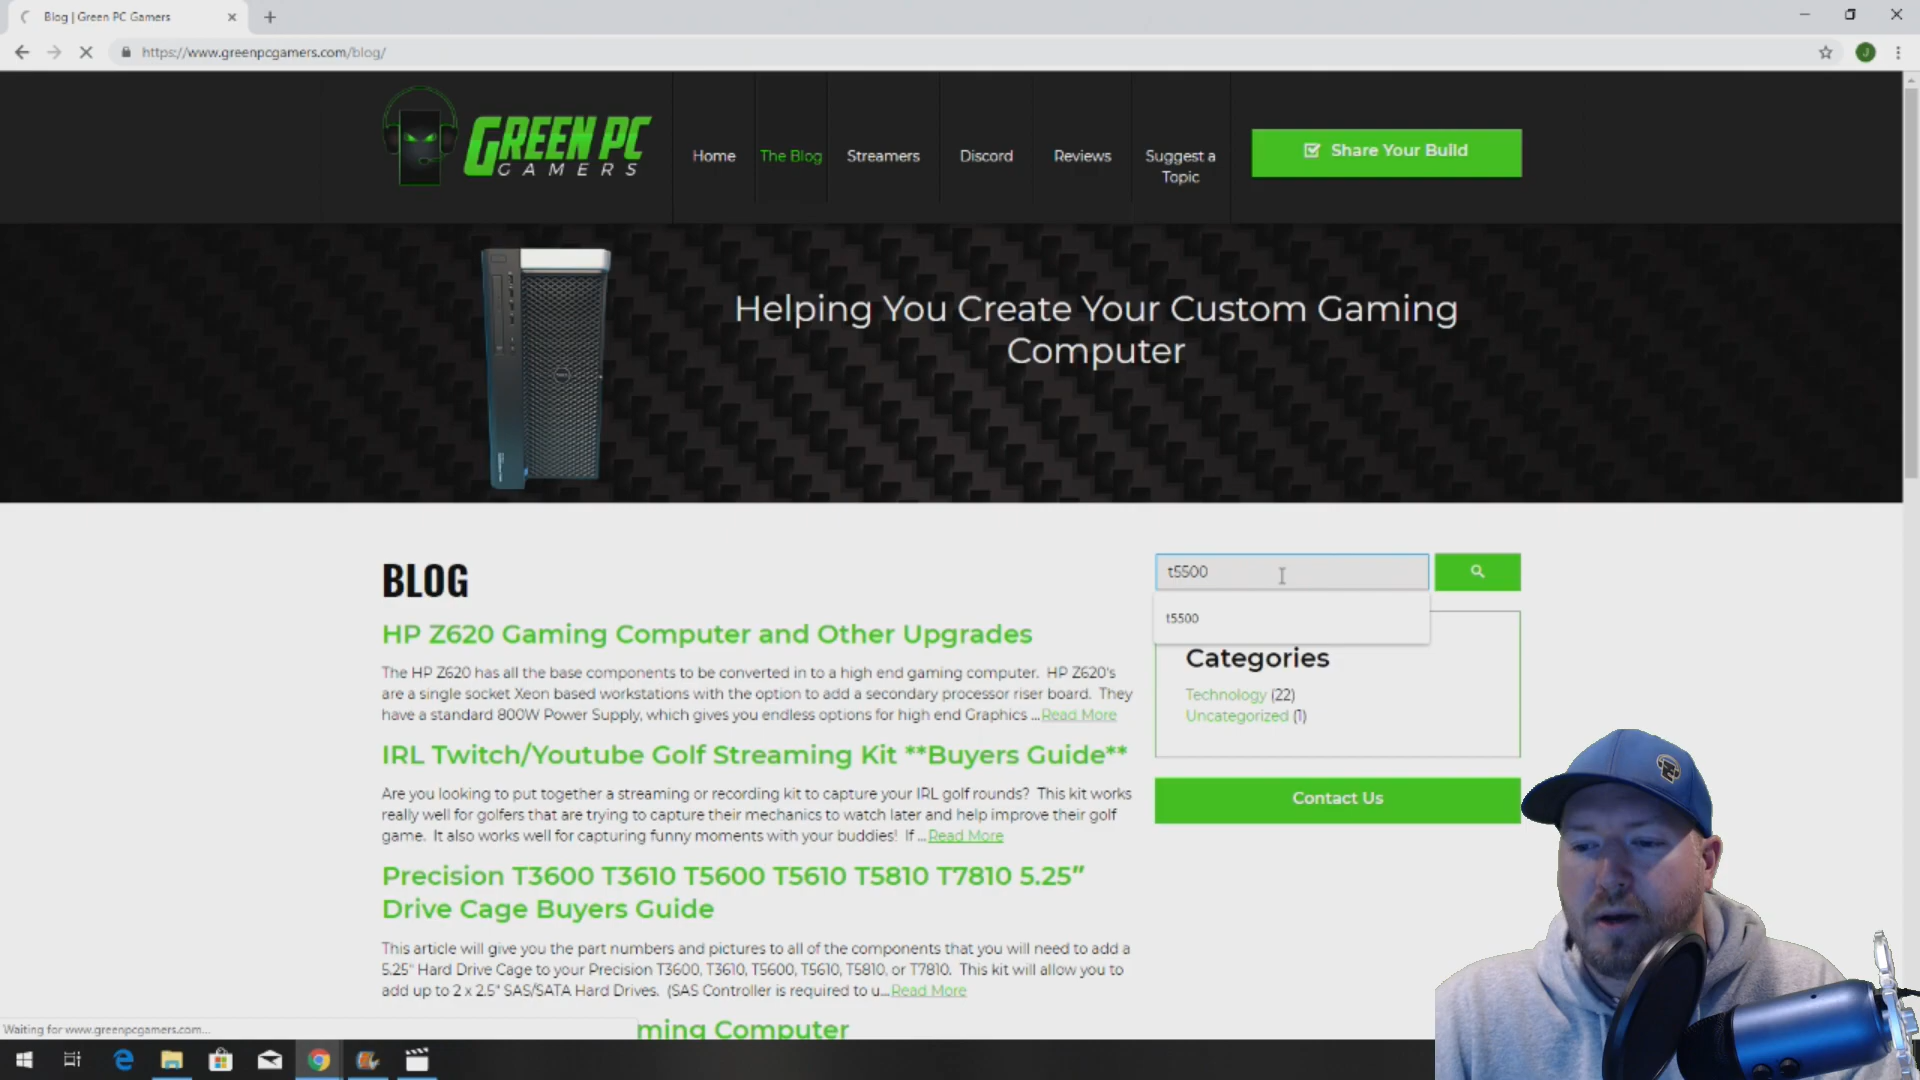 Blog | Green PC Gamers
https://www.greenpcgamers.com/blog/
J
GREEN PC
GAMERS
Home
The Blog
Streamers
Discord
Reviews
Suggest a
Topic
Share Your Build
Helping You Create Your Custom Gaming
Computer
BLOG
t5500
t5500
HP Z620 Gaming Computer and Other Upgrades
The HP Z620 has all the base components to be converted in to a high end gaming computer. HP Z620's
are a single socket Xeon based workstations with the option to add a secondary processor riser board. They
have a standard 800W Power Supply, which gives you endless options for high end Graphics ...Read More
Categories
Technology (22)
Uncategorized (1)
IRL Twitch/Youtube Golf Streaming Kit **Buyers Guide**
Are you looking to put together a streaming or recording kit to capture your IRL golf rounds? This kit works
really well for golfers that are trying to capture their mechanics to watch later and help improve their golf
game. It also works well for capturing funny moments with your buddies! If ...Read More
Contact Us
Precision T3600 T3610 T5600 T5610 T5810 T7810 5.25″
Drive Cage Buyers Guide
This article will give you the part numbers and pictures to all of the components that you will need to add a
5.25" Hard Drive Cage to your Precision T3600, T3610, T5600, T5610, T5810, or T7810. This kit will allow you to
add up to 2 x 2.5" SAS/SATA Hard Drives. (SAS Controller is required to u...Read More
ming Computer
Waiting for www.greenpcgamers.com...